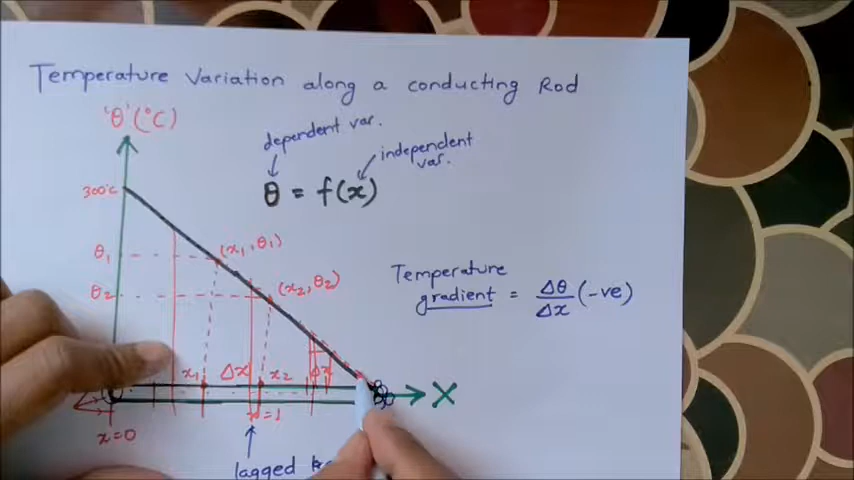 Temperature Variation along a conducting Rod
'θ'(°C)
dependent var.
independent
var.
θ = f(x)
300°C
θ1
(x1, θ1)
θ2
(x2, θ2)
Temperature
gradient = Δθ/Δx (-ve)
x1 Δx x2 Δx
X
x=0
lagged